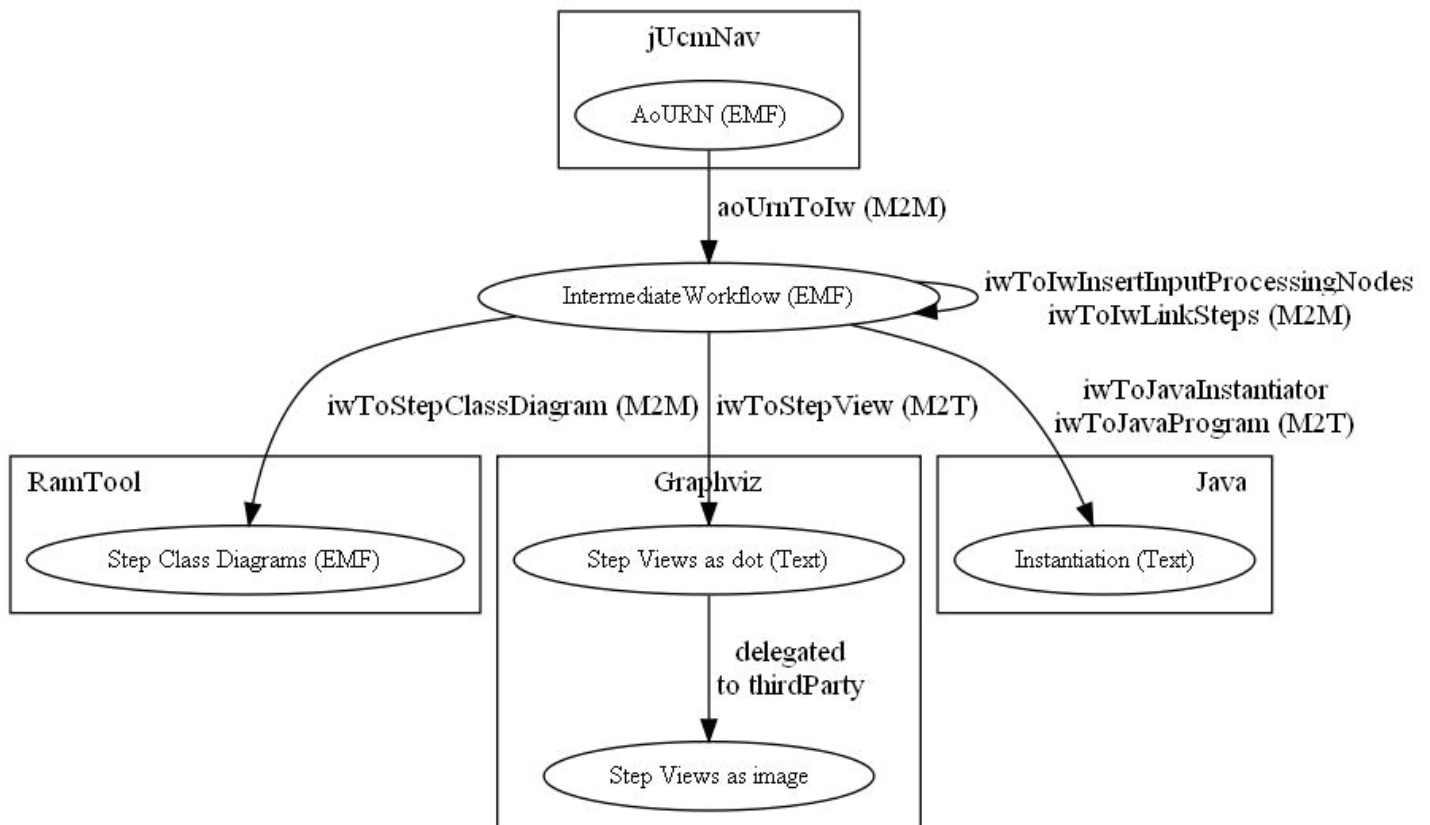 jUcmNav
AoURN (EMF)
aoUrnToIw (M2M)
IntermediateWorkflow (EMF)
iwToIwInsertInputProcessingNodes
iwToIwLinkSteps (M2M)
iwToStepClassDiagram (M2M)
iwToStepView (M2T)
iwToJavaInstantiator
iwToJavaProgram (M2T)
RamTool
Graphviz
Java
Step Class Diagrams (EMF)
Step Views as dot (Text)
Instantiation (Text)
delegated
to thirdParty
Step Views as image